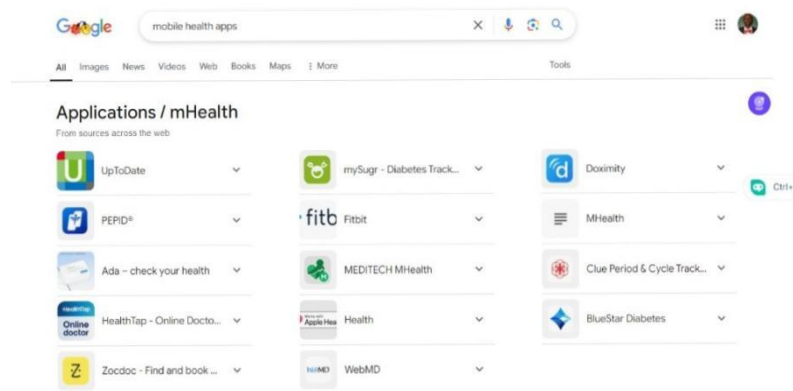 Google
mobile health apps
All Images News Videos Web Books Maps More Tools
Applications / mHealth
From sources across the web
U UpToDate
mySugr - Diabetes Track...
d Doximity
PEPID®
fitb Fitbit
MHealth
Ada – check your health
MEDITECH MHealth
Clue Period & Cycle Track...
HealthTap
Online
doctor
HealthTap - Online Docto...
Apple Hea
Health
BlueStar Diabetes
Z Zocdoc - Find and book ...
WebMD WebMD
Ctrl+